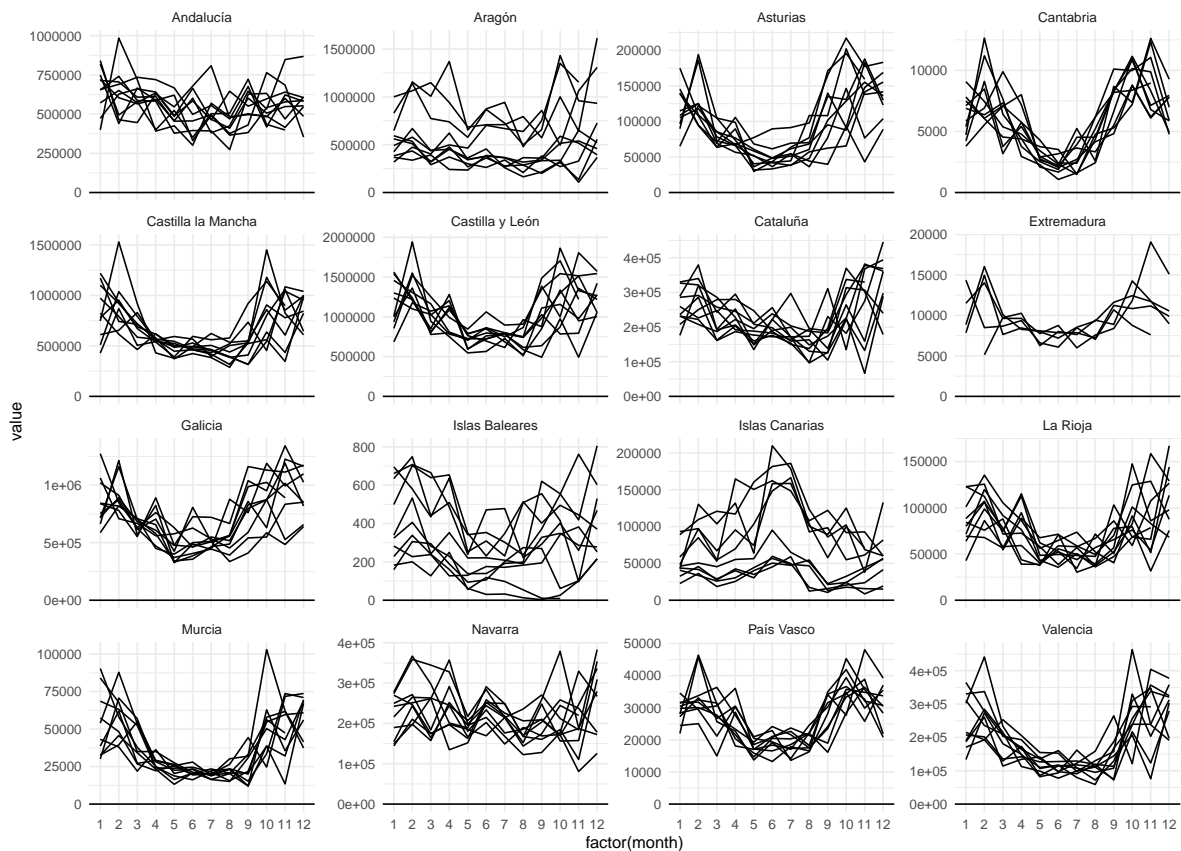 Andalucía
Aragón
Asturias
Cantabria
1000000
750000
500000
250000
0
1500000
1000000
500000
0
200000
150000
100000
50000
0
10000
5000
0
Castilla la Mancha
Castilla y León
Cataluña
Extremadura
1500000
1000000
500000
0
2000000
1500000
1000000
500000
0
4e+05
3e+05
2e+05
1e+05
0e+00
20000
15000
10000
5000
0
value
Galicia
Islas Baleares
Islas Canarias
La Rioja
1e+06
5e+05
0e+00
800
600
400
200
0
200000
150000
100000
50000
0
150000
100000
50000
0
Murcia
Navarra
País Vasco
Valencia
100000
75000
50000
25000
0
4e+05
3e+05
2e+05
1e+05
0e+00
50000
40000
30000
20000
10000
0
4e+05
3e+05
2e+05
1e+05
0e+00
1 2 3 4 5 6 7 8 9 10 11 12
1 2 3 4 5 6 7 8 9 10 11 12
1 2 3 4 5 6 7 8 9 10 11 12
1 2 3 4 5 6 7 8 9 10 11 12
factor(month)